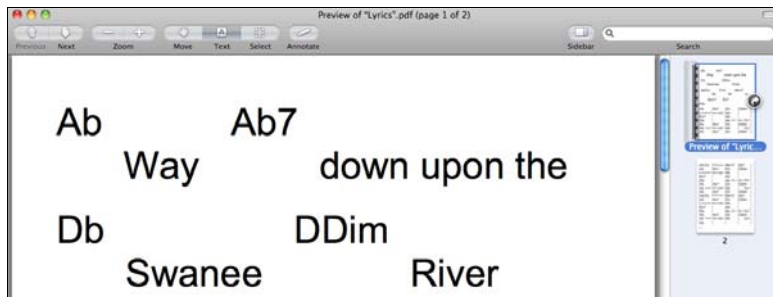 Preview of "Lyrics".pdf (page 1 of 2)
Previous Next Zoom Move Text Select Annotate Sidebar Search
Ab Ab7
Way down upon the
Db DDim
Swanee River
Preview of "Lyric...
2